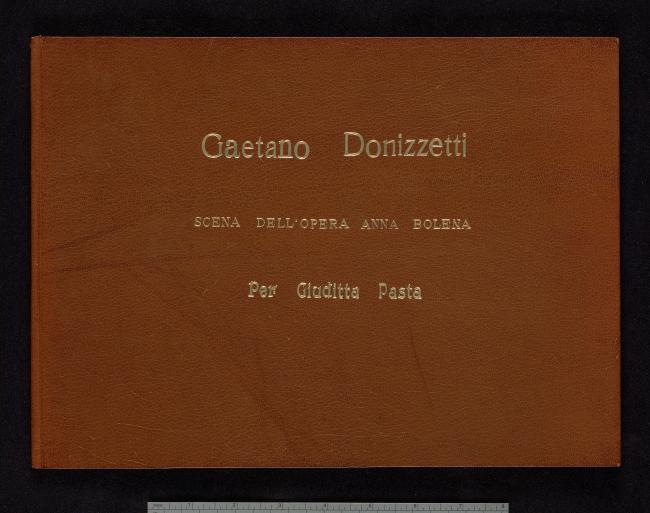 Gaetano Donizzetti
SCENA DELL'OPERA ANNA BOLENA
Per Giuditta Pasta